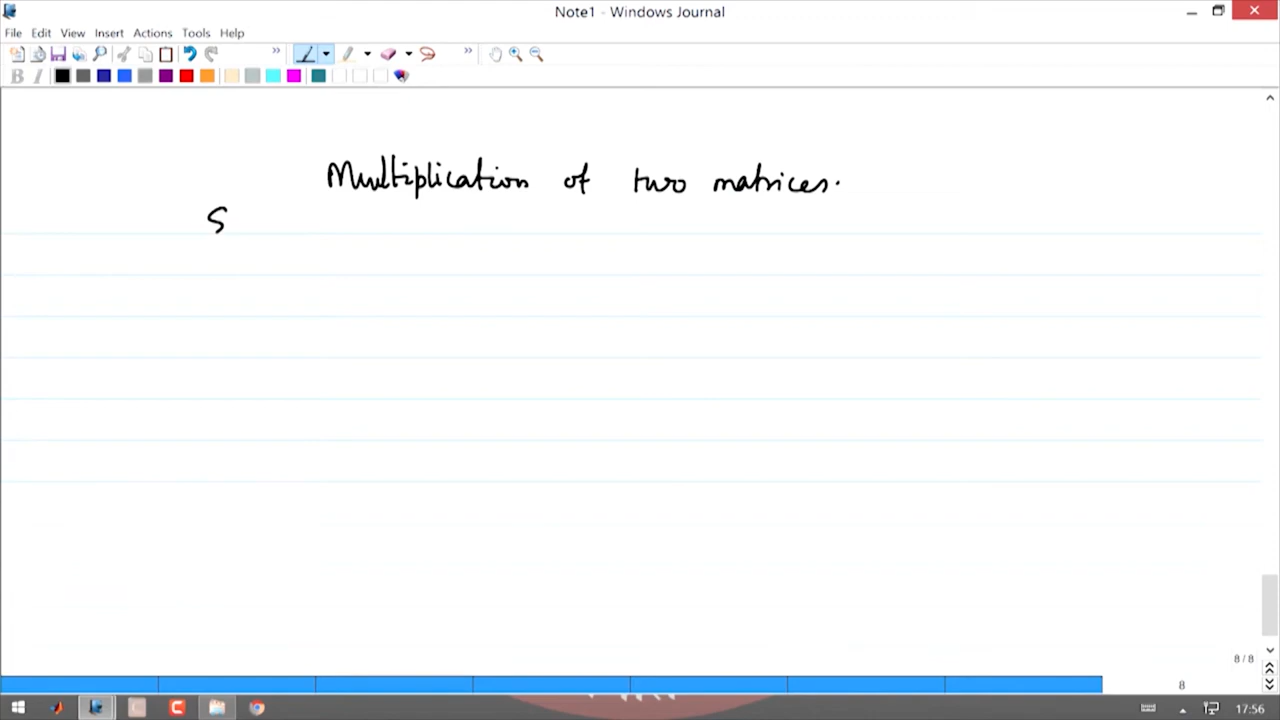 Note1 - Windows Journal
File Edit View Insert Actions Tools Help
B I
Multiplication of two matrices.
S
8 / 8
8
17:56